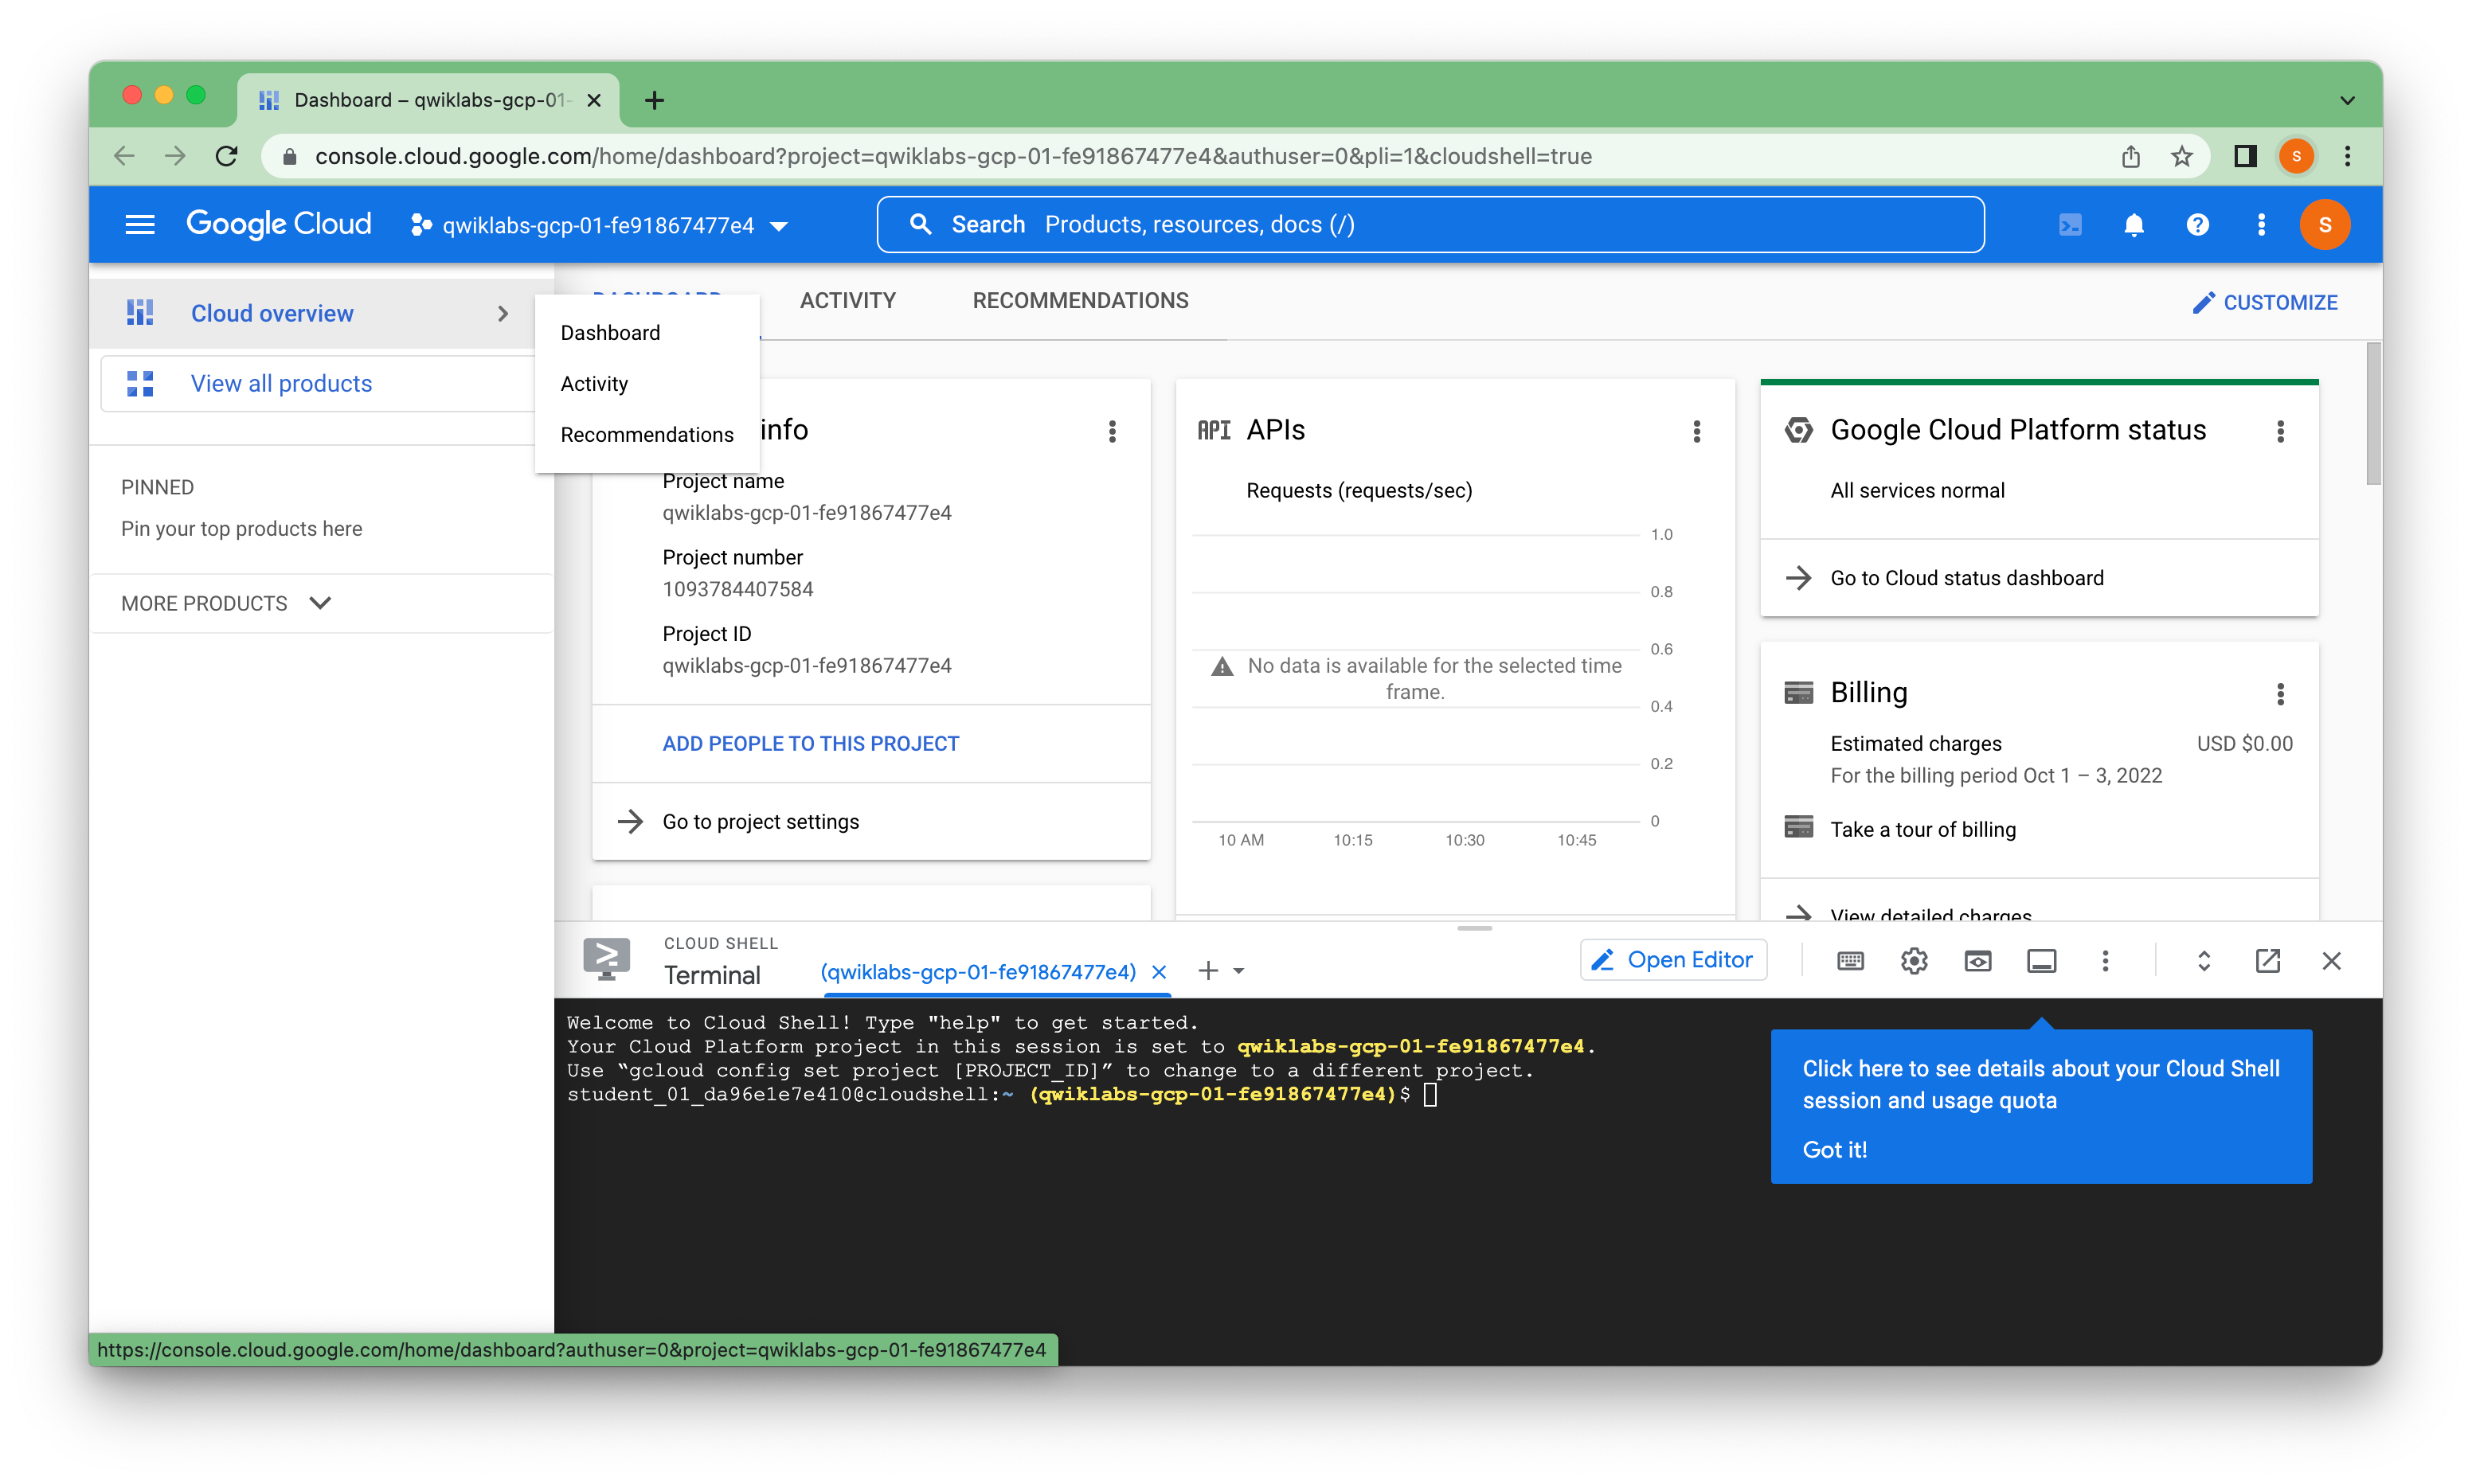 Dashboard – qwiklabs-gcp-01-
console.cloud.google.com/home/dashboard?project=qwiklabs-gcp-01-fe91867477e4&authuser=0&pli=1&cloudshell=true
S
Google Cloud
qwiklabs-gcp-01-fe91867477e4
Search Products, resources, docs (/)
S
Cloud overview
View all products
PINNED
Pin your top products here
MORE PRODUCTS
Dashboard
Activity
Recommendations
DASHBOARD
ACTIVITY
RECOMMENDATIONS
CUSTOMIZE
info
Project name
qwiklabs-gcp-01-fe91867477e4
Project number
1093784407584
Project ID
qwiklabs-gcp-01-fe91867477e4
ADD PEOPLE TO THIS PROJECT
Go to project settings
API APIs
Requests (requests/sec)
1.0
0.8
0.6
No data is available for the selected time
frame.
0.4
0.2
0
10 AM 10:15 10:30 10:45
Google Cloud Platform status
All services normal
Go to Cloud status dashboard
Billing
Estimated charges USD $0.00
For the billing period Oct 1 – 3, 2022
Take a tour of billing
View detailed charges
CLOUD SHELL
Terminal
(qwiklabs-gcp-01-fe91867477e4)
Open Editor
Welcome to Cloud Shell! Type "help" to get started.
Your Cloud Platform project in this session is set to qwiklabs-gcp-01-fe91867477e4.
Use “gcloud config set project [PROJECT_ID]” to change to a different project.
student_01_da96e1e7e410@cloudshell:~ (qwiklabs-gcp-01-fe91867477e4)$
Click here to see details about your Cloud Shell
session and usage quota
Got it!
https://console.cloud.google.com/home/dashboard?authuser=0&project=qwiklabs-gcp-01-fe91867477e4